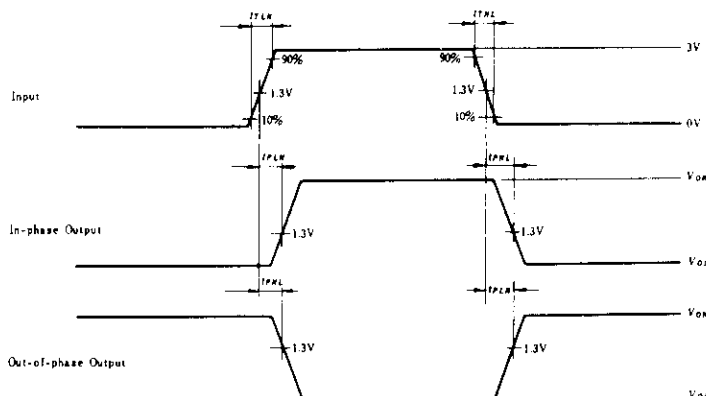 tTLH tTHL
3V
90% 90%
Input 1.3V 1.3V
10% 10%
0V
tPLH tPHL
VOH
In-phase Output 1.3V 1.3V
tPHL tPLH
VOH
1.3V 1.3V
Out-of-phase Output